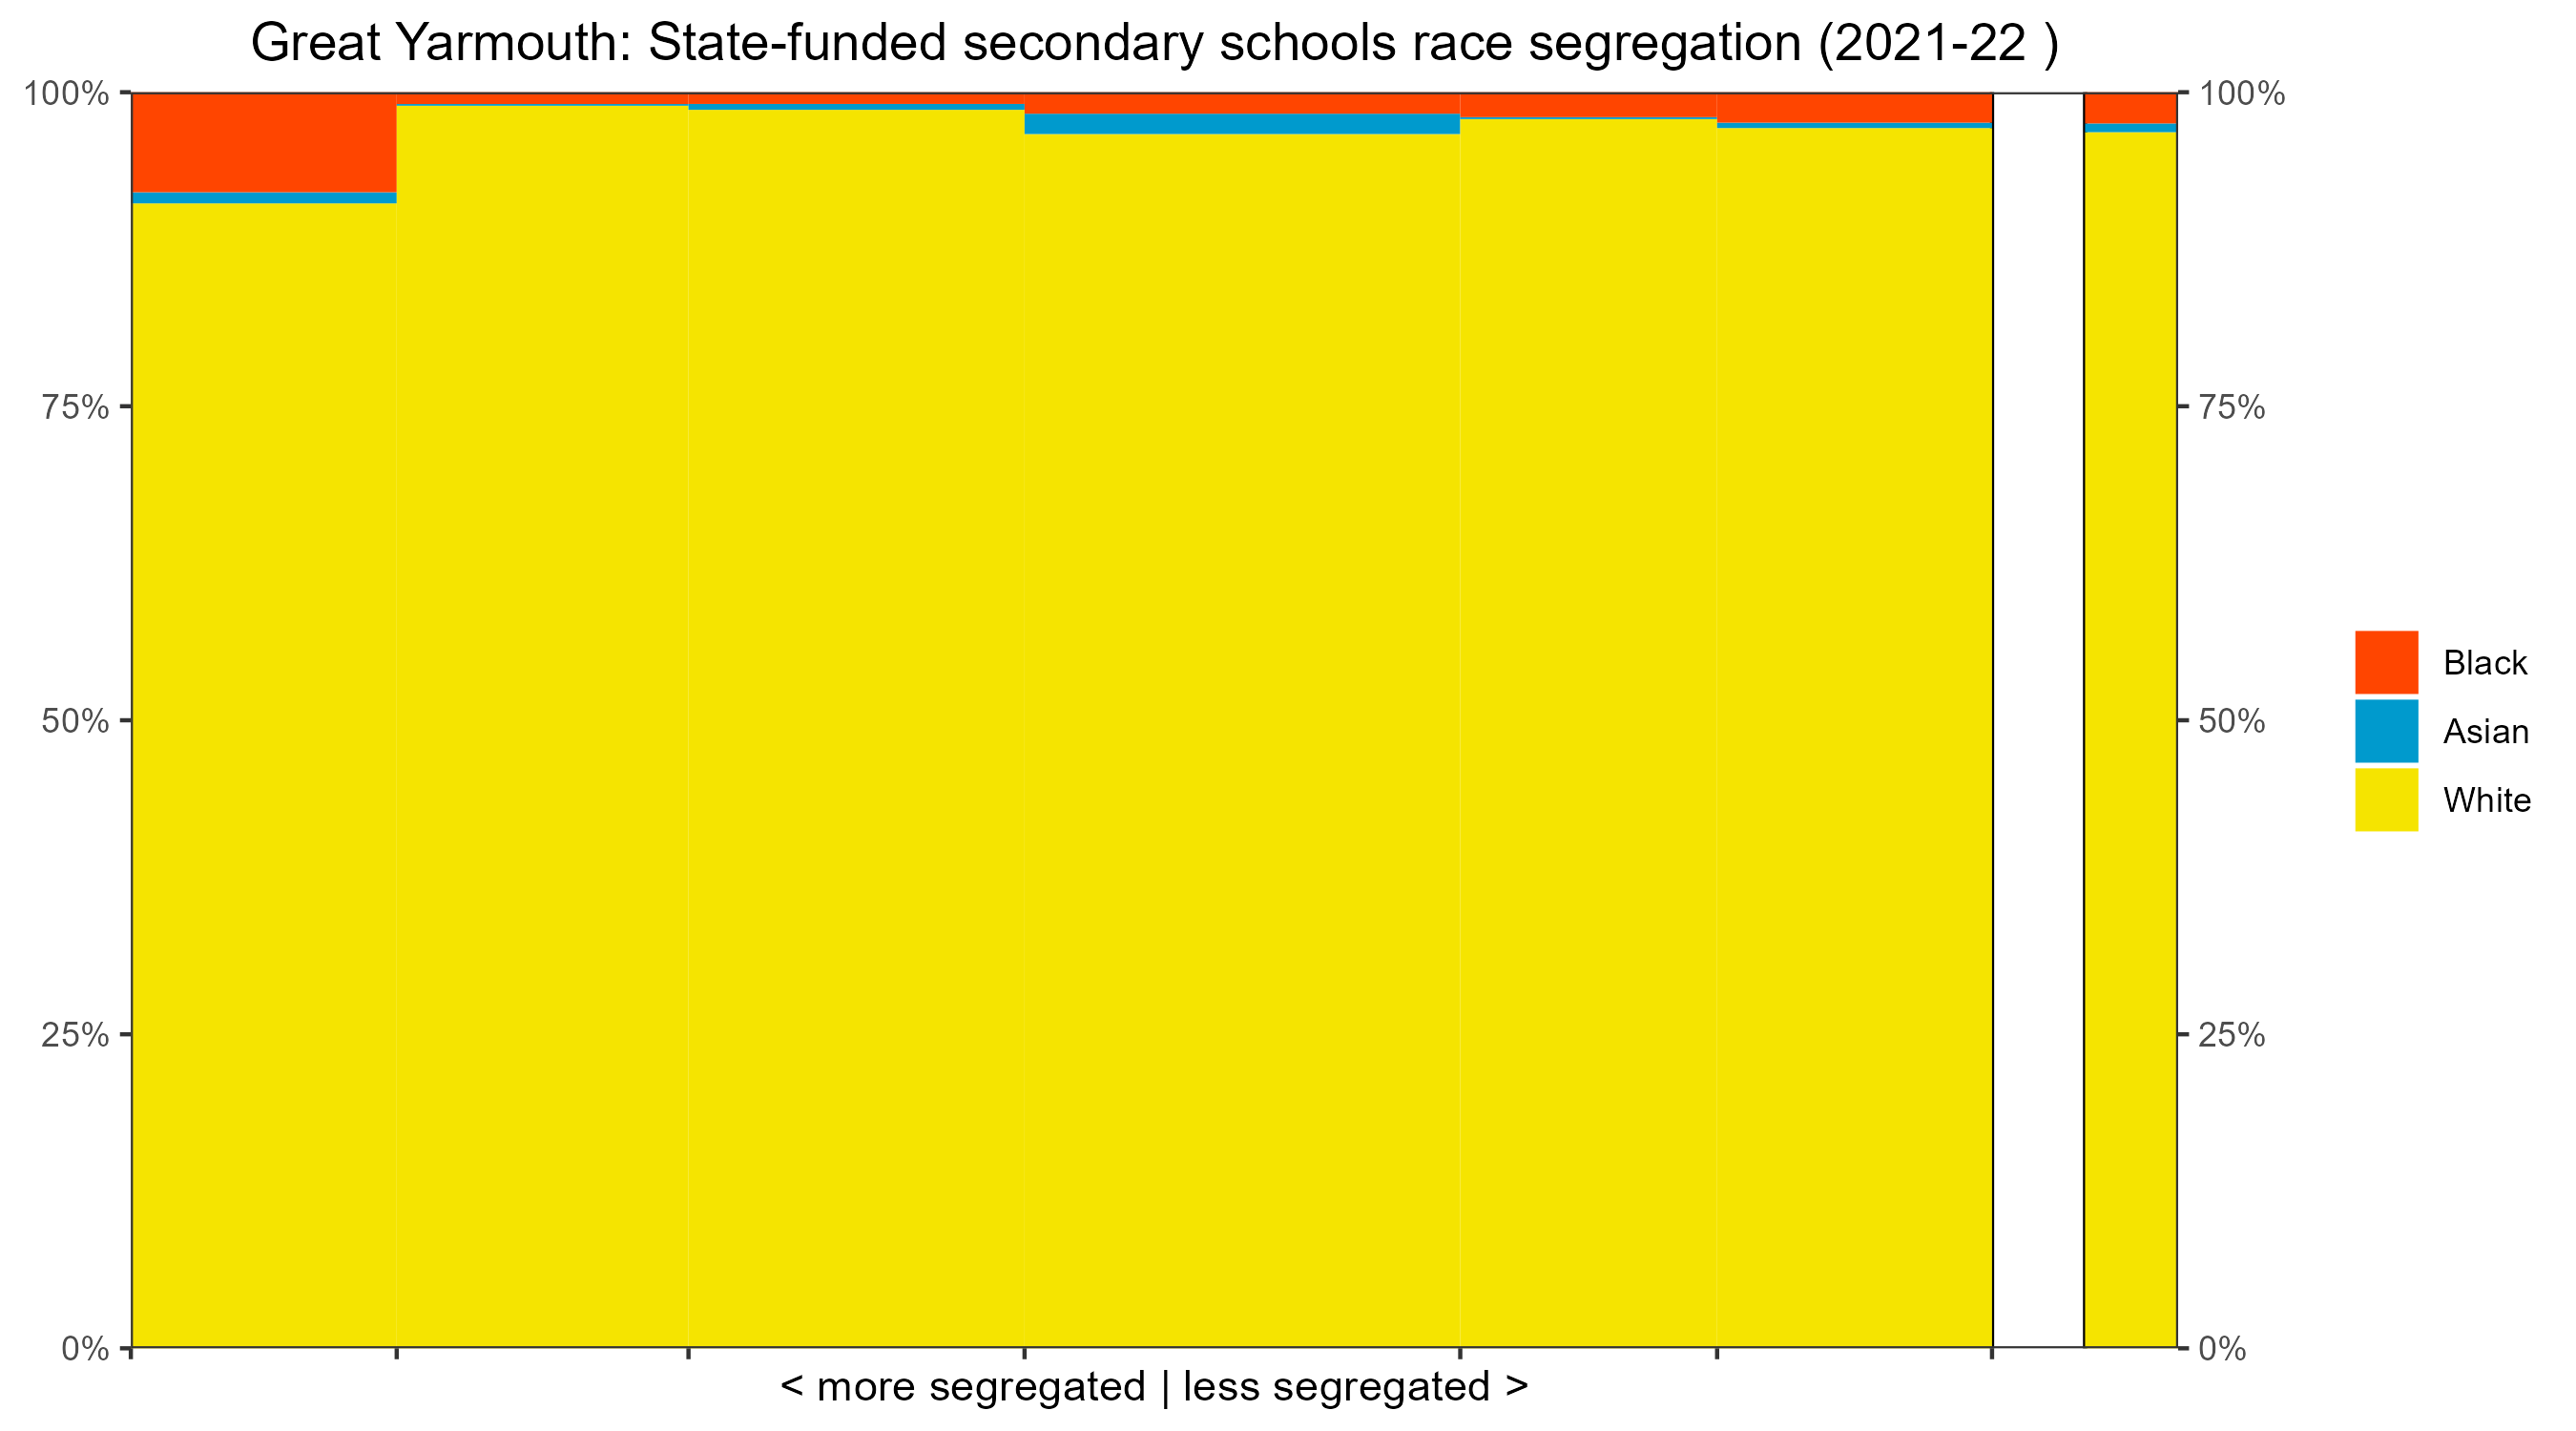 Great Yarmouth: State-funded secondary schools race segregation (2021-22 )
100%
75%
50%
25%
0%
100%
75%
50%
25%
0%
Black
Asian
White
< more segregated | less segregated >